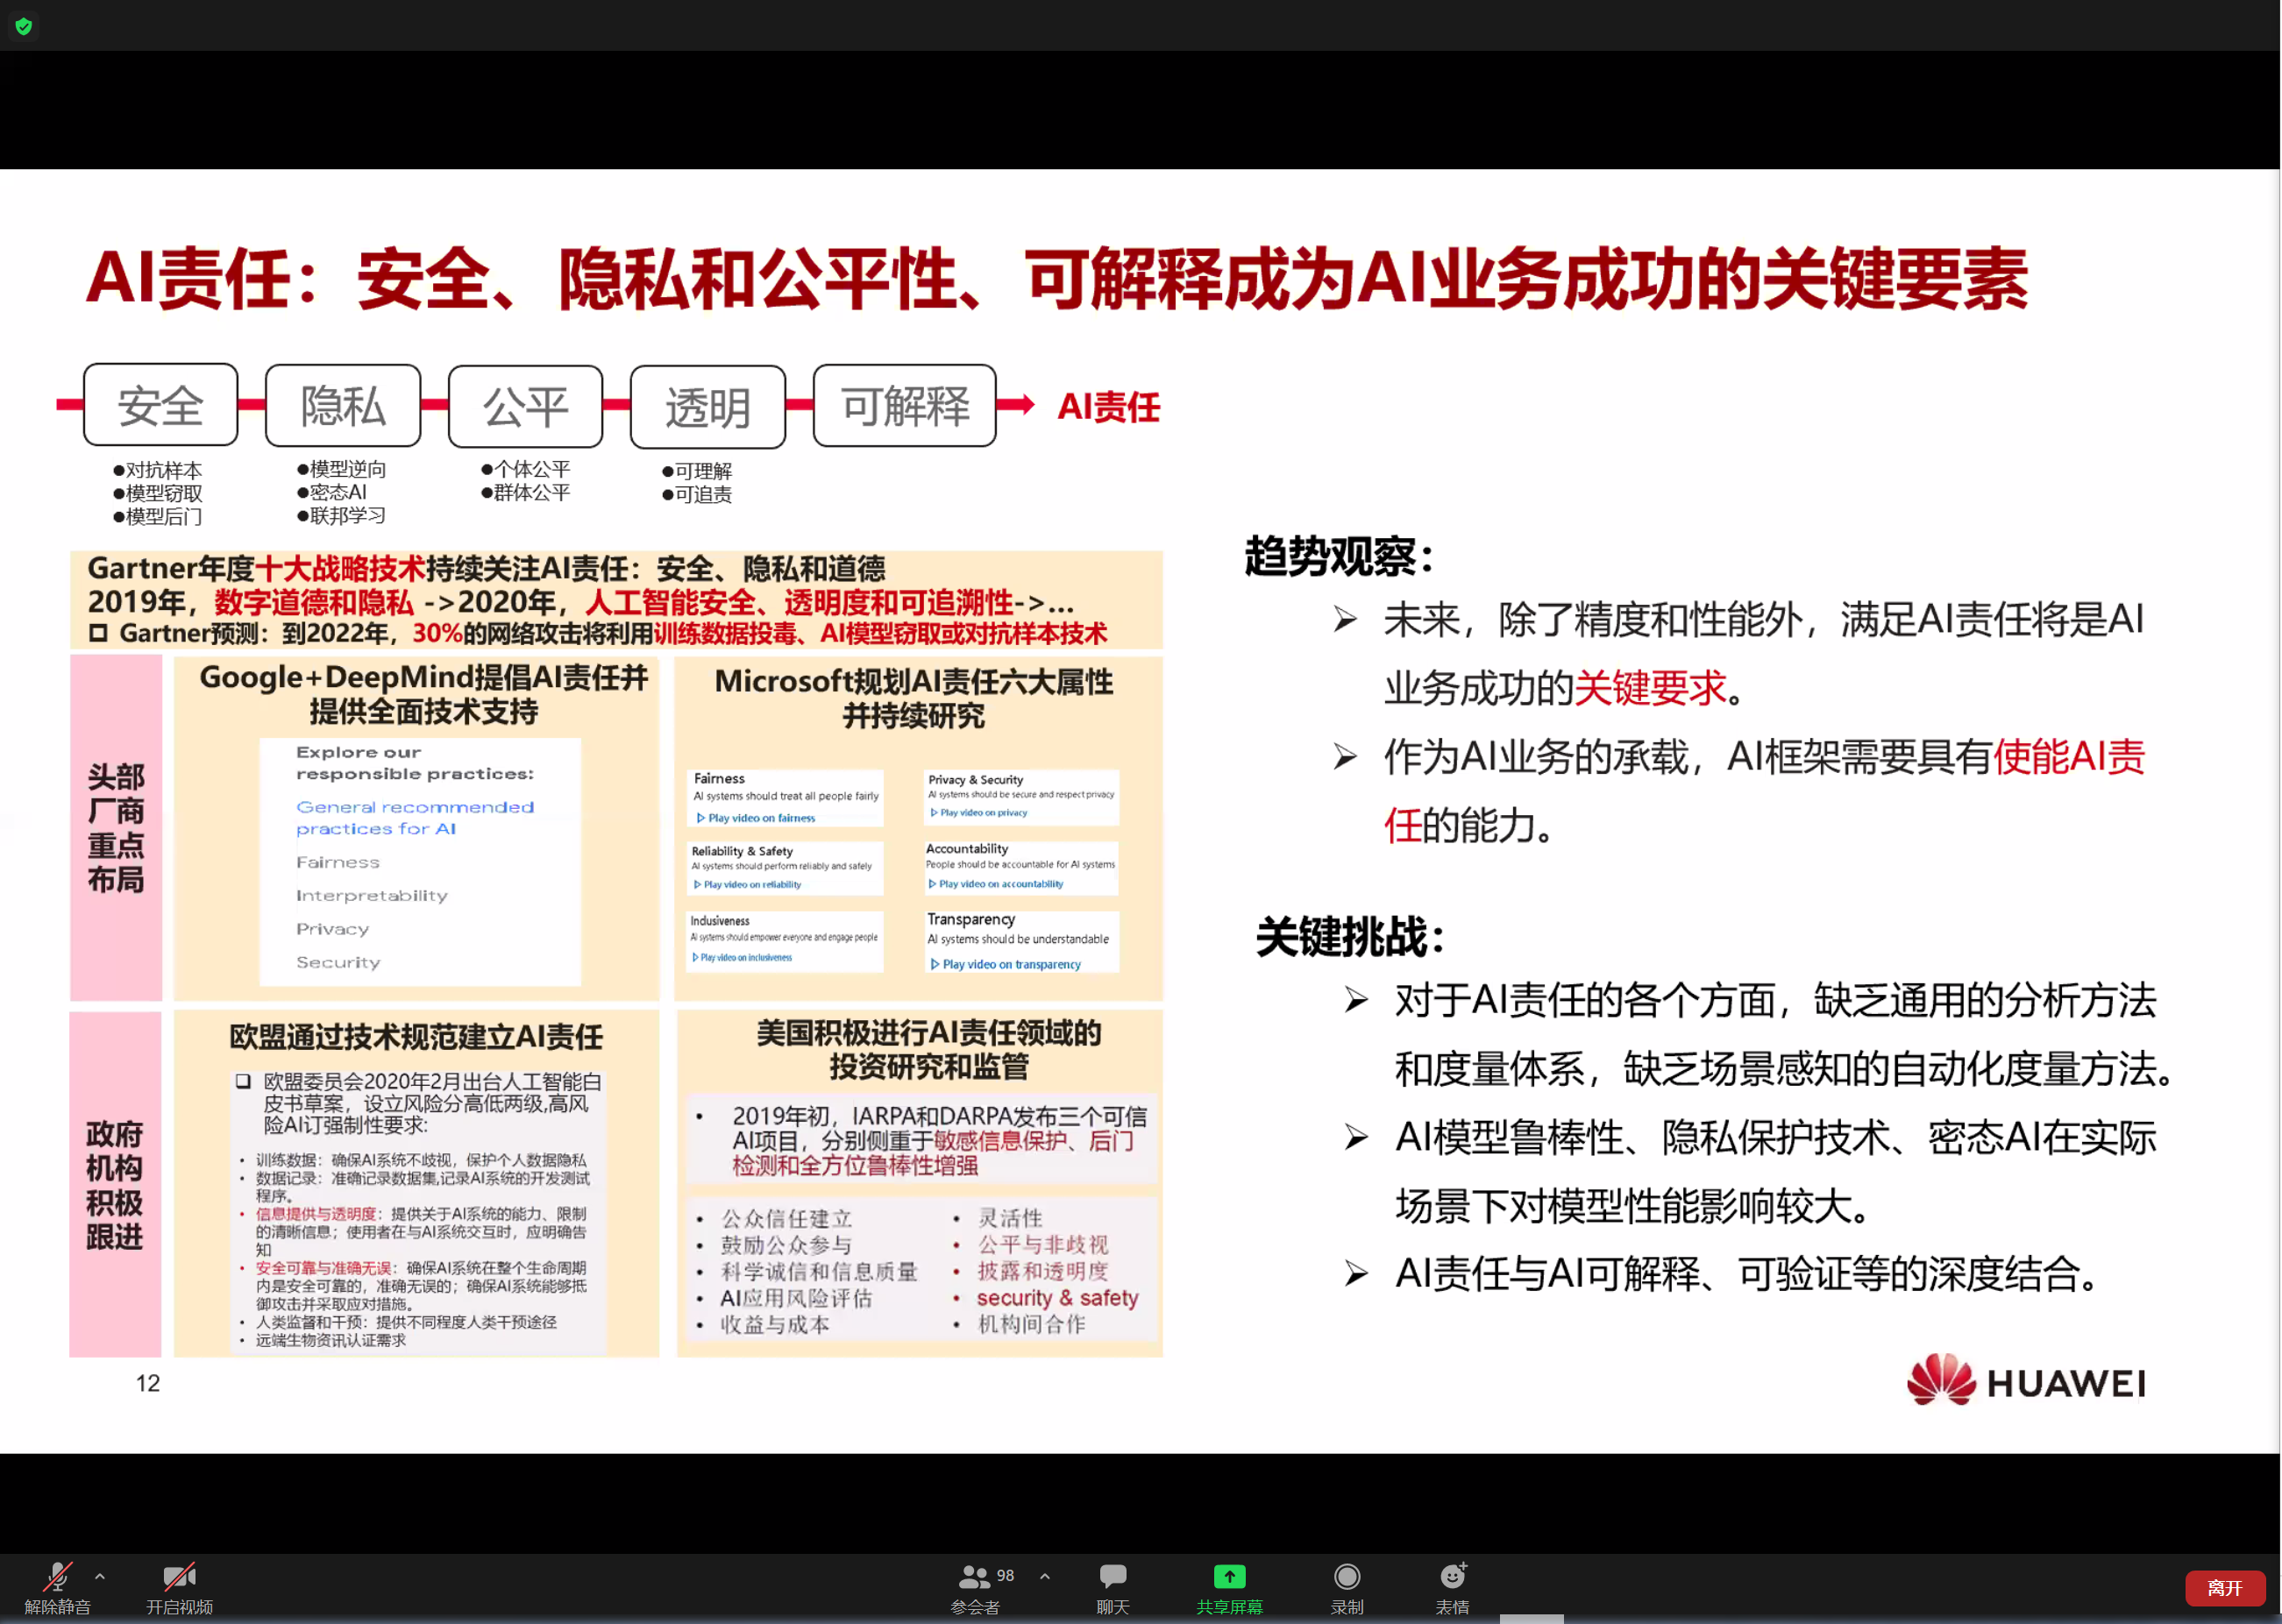 AI责任：安全、隐私和公平性、可解释成为AI业务成功的关键要素
安全
隐私
公平
透明
可解释
AI责任
●对抗样本
●模型窃取
●模型后门
●模型逆向
●密态AI
●联邦学习
●个体公平
●群体公平
●可理解
●可追责
Gartner年度十大战略技术持续关注AI责任：安全、隐私和道德
2019年，数字道德和隐私 ->2020年，人工智能安全、透明度和可追溯性->...
Gartner预测：到2022年，30%的网络攻击将利用训练数据投毒、AI模型窃取或对抗样本技术
头部
厂商
重点
布局
Google+DeepMind提倡AI责任并
提供全面技术支持
Explore our
responsible practices:
General recommended
practices for AI
Fairness
Interpretability
Privacy
Security
Microsoft规划AI责任六大属性
并持续研究
Fairness
AI systems should treat all people fairly
Play video on fairness
Privacy & Security
AI systems should be secure and respect privacy
Play video on privacy
Reliability & Safety
AI systems should perform reliably and safely
Play video on reliability
Accountability
People should be accountable for AI systems
Play video on accountability
Inclusiveness
AI systems should empower everyone and engage people
Play video on inclusiveness
Transparency
AI systems should be understandable
Play video on transparency
政府
机构
积极
跟进
欧盟通过技术规范建立AI责任
欧盟委员会2020年2月出台人工智能白
皮书草案，设立风险分高低两级,高风
险AI订强制性要求:
• 训练数据：确保AI系统不歧视，保护个人数据隐私
• 数据记录：准确记录数据集,记录AI系统的开发测试
程序。
• 信息提供与透明度：提供关于AI系统的能力、限制
的清晰信息；使用者在与AI系统交互时，应明确告
知
• 安全可靠与准确无误：确保AI系统在整个生命周期
内是安全可靠的，准确无误的；确保AI系统能够抵
御攻击并采取应对措施。
• 人类监督和干预：提供不同程度人类干预途径
• 远端生物资讯认证需求
美国积极进行AI责任领域的
投资研究和监管
• 2019年初，IARPA和DARPA发布三个可信
AI项目，分别侧重于敏感信息保护、后门
检测和全方位鲁棒性增强
• 公众信任建立
• 鼓励公众参与
• 科学诚信和信息质量
• AI应用风险评估
• 收益与成本
• 灵活性
• 公平与非歧视
• 披露和透明度
• security & safety
• 机构间合作
趋势观察：
➢ 未来，除了精度和性能外，满足AI责任将是AI
业务成功的关键要求。
➢ 作为AI业务的承载，AI框架需要具有使能AI责
任的能力。
关键挑战：
➢ 对于AI责任的各个方面，缺乏通用的分析方法
和度量体系，缺乏场景感知的自动化度量方法。
➢ AI模型鲁棒性、隐私保护技术、密态AI在实际
场景下对模型性能影响较大。
➢ AI责任与AI可解释、可验证等的深度结合。
12
HUAWEI
解除静音
开启视频
98
参会者
聊天
共享屏幕
录制
表情
离开